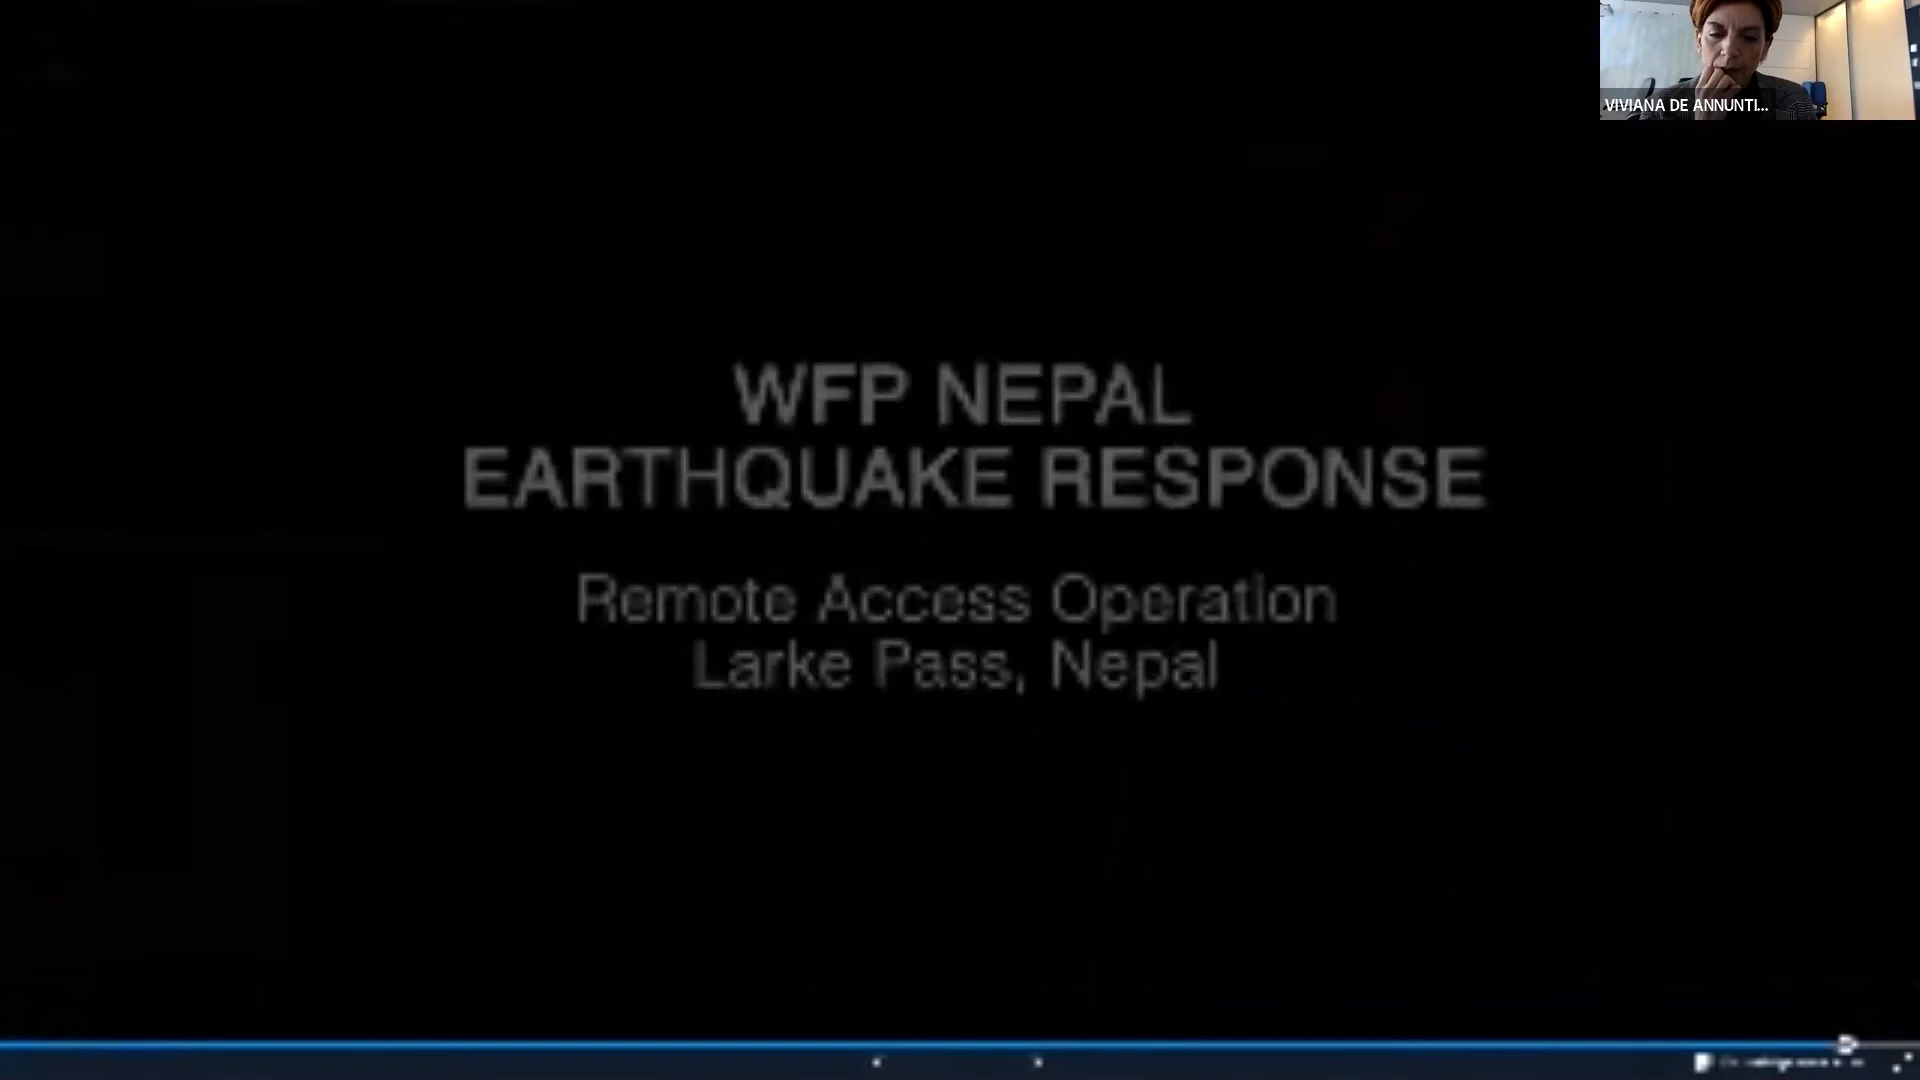 VIVIANA DE ANNUNTI...
WFP NEPAL
EARTHQUAKE RESPONSE
Remote Access Operation
Larke Pass, Nepal